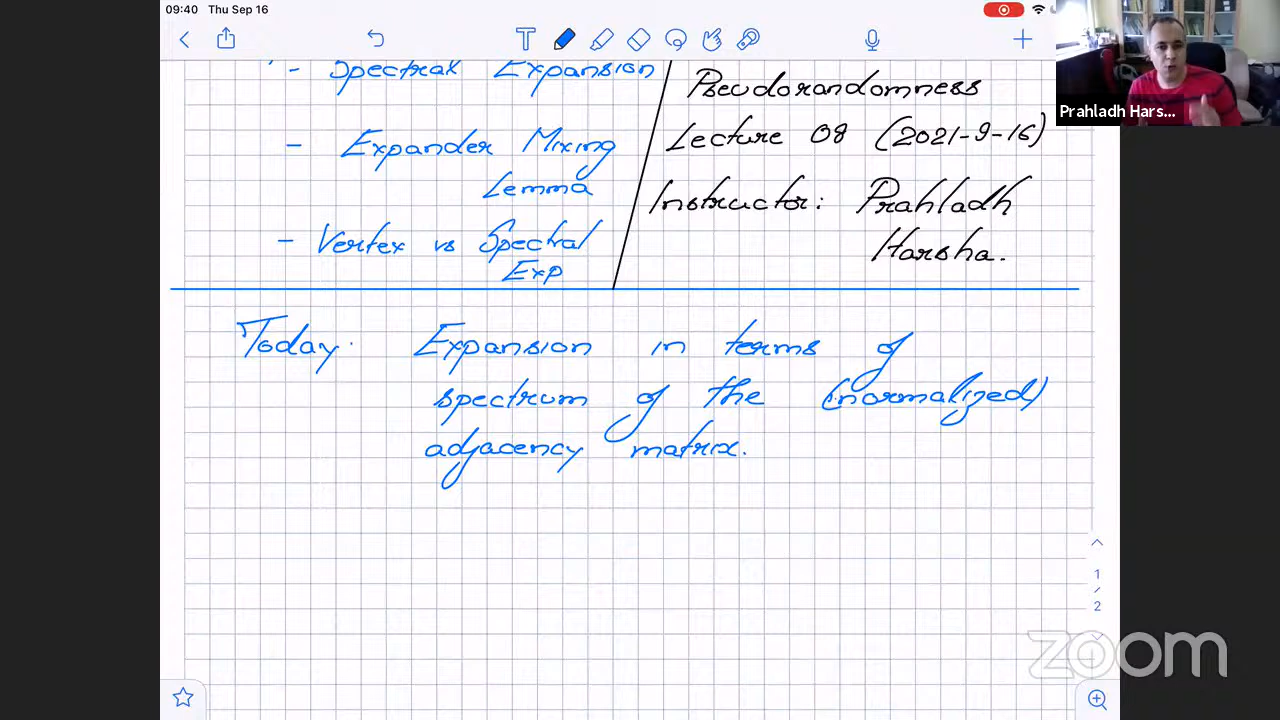 09:40 Thu Sep 16
- Spectral Expansion
- Expander Mixing
Lemma
- Vertex vs Spectral
Exp
Pseudorandomness
Lecture 08 (2021-9-16)
Instructor: Prahladh
Harsha.
Prahladh Hars...
Today: Expansion in terms of
spectrum of the (normalized)
adjacency matrix.
1
/
2
zoom